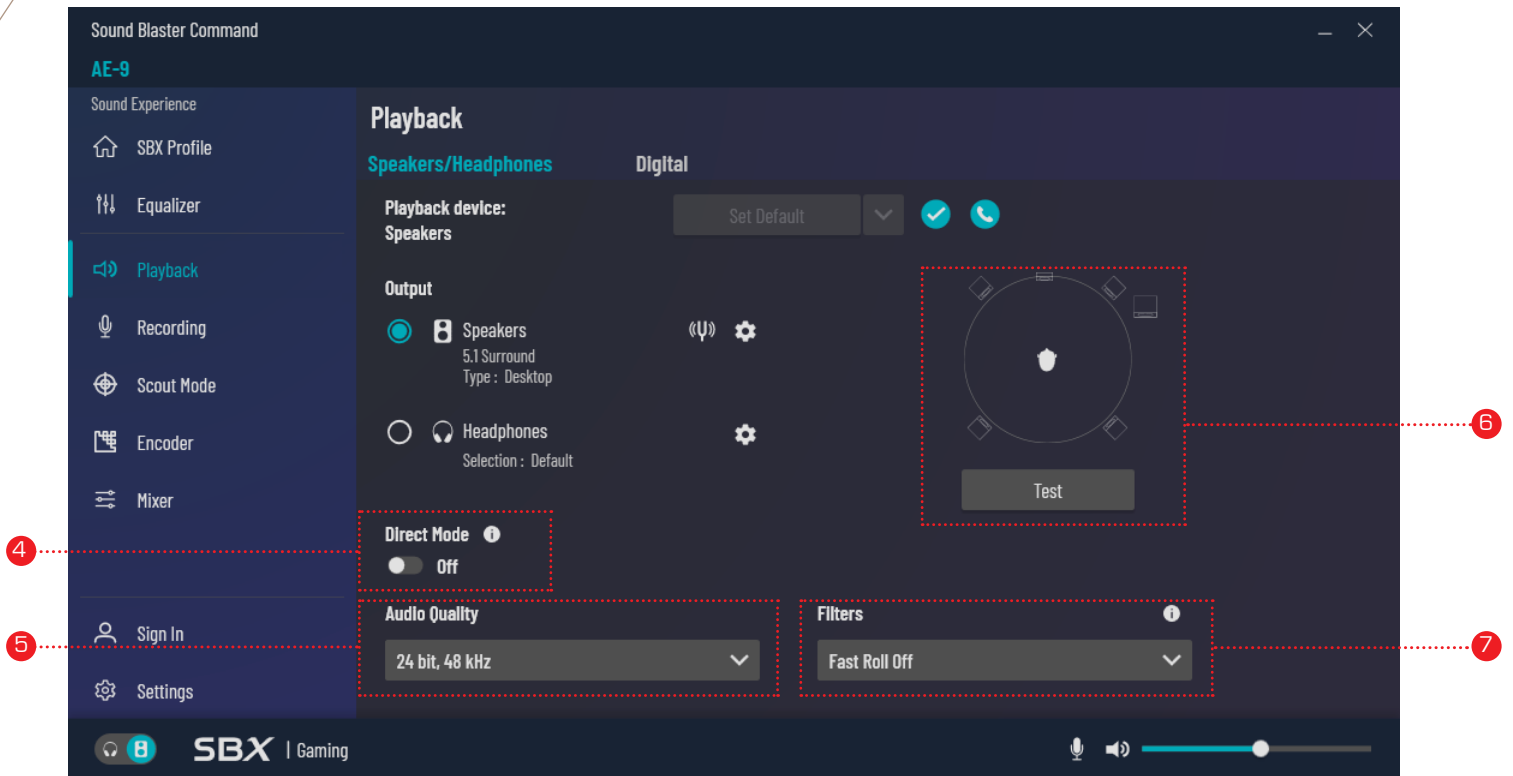 Sound Blaster Command
AE-9
Sound Experience
SBX Profile
Equalizer
Playback
Recording
Scout Mode
Encoder
Mixer
Sign In
Settings
Playback
Speakers/Headphones
Digital
Playback device:
Speakers
Set Default
Output
Speakers
5.1 Surround
Type : Desktop
Headphones
Selection : Default
Test
Direct Mode
Off
Audio Quality
24 bit, 48 kHz
Filters
Fast Roll Off
4
5
6
7
SBX | Gaming